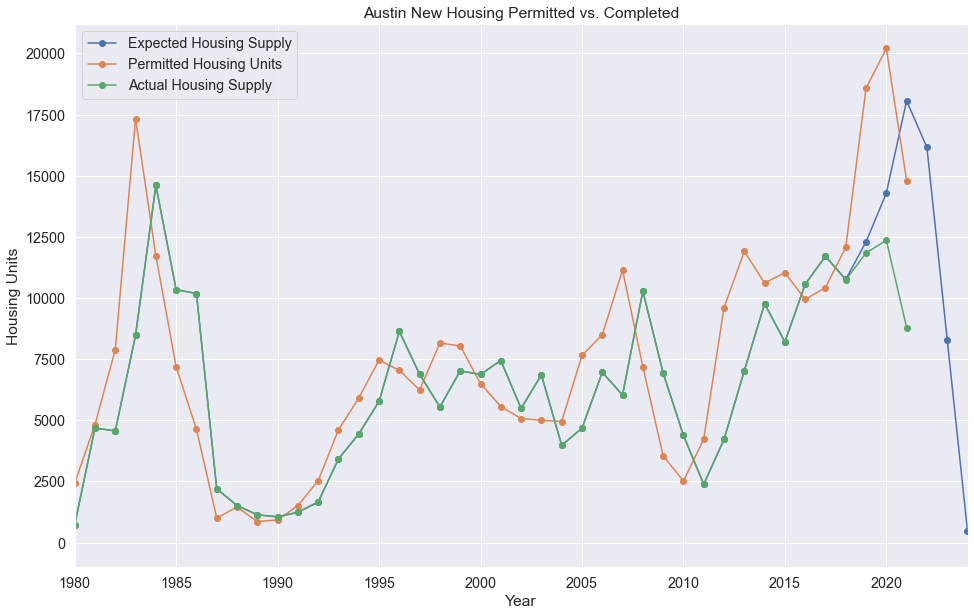 Austin New Housing Permitted vs. Completed
Expected Housing Supply
Permitted Housing Units
Actual Housing Supply
20000
17500
15000
12500
10000
7500
5000
2500
0
Housing Units
1980 1985 1990 1995 2000 2005 2010 2015 2020
Year